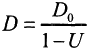 D = D₀ / (1 − U)